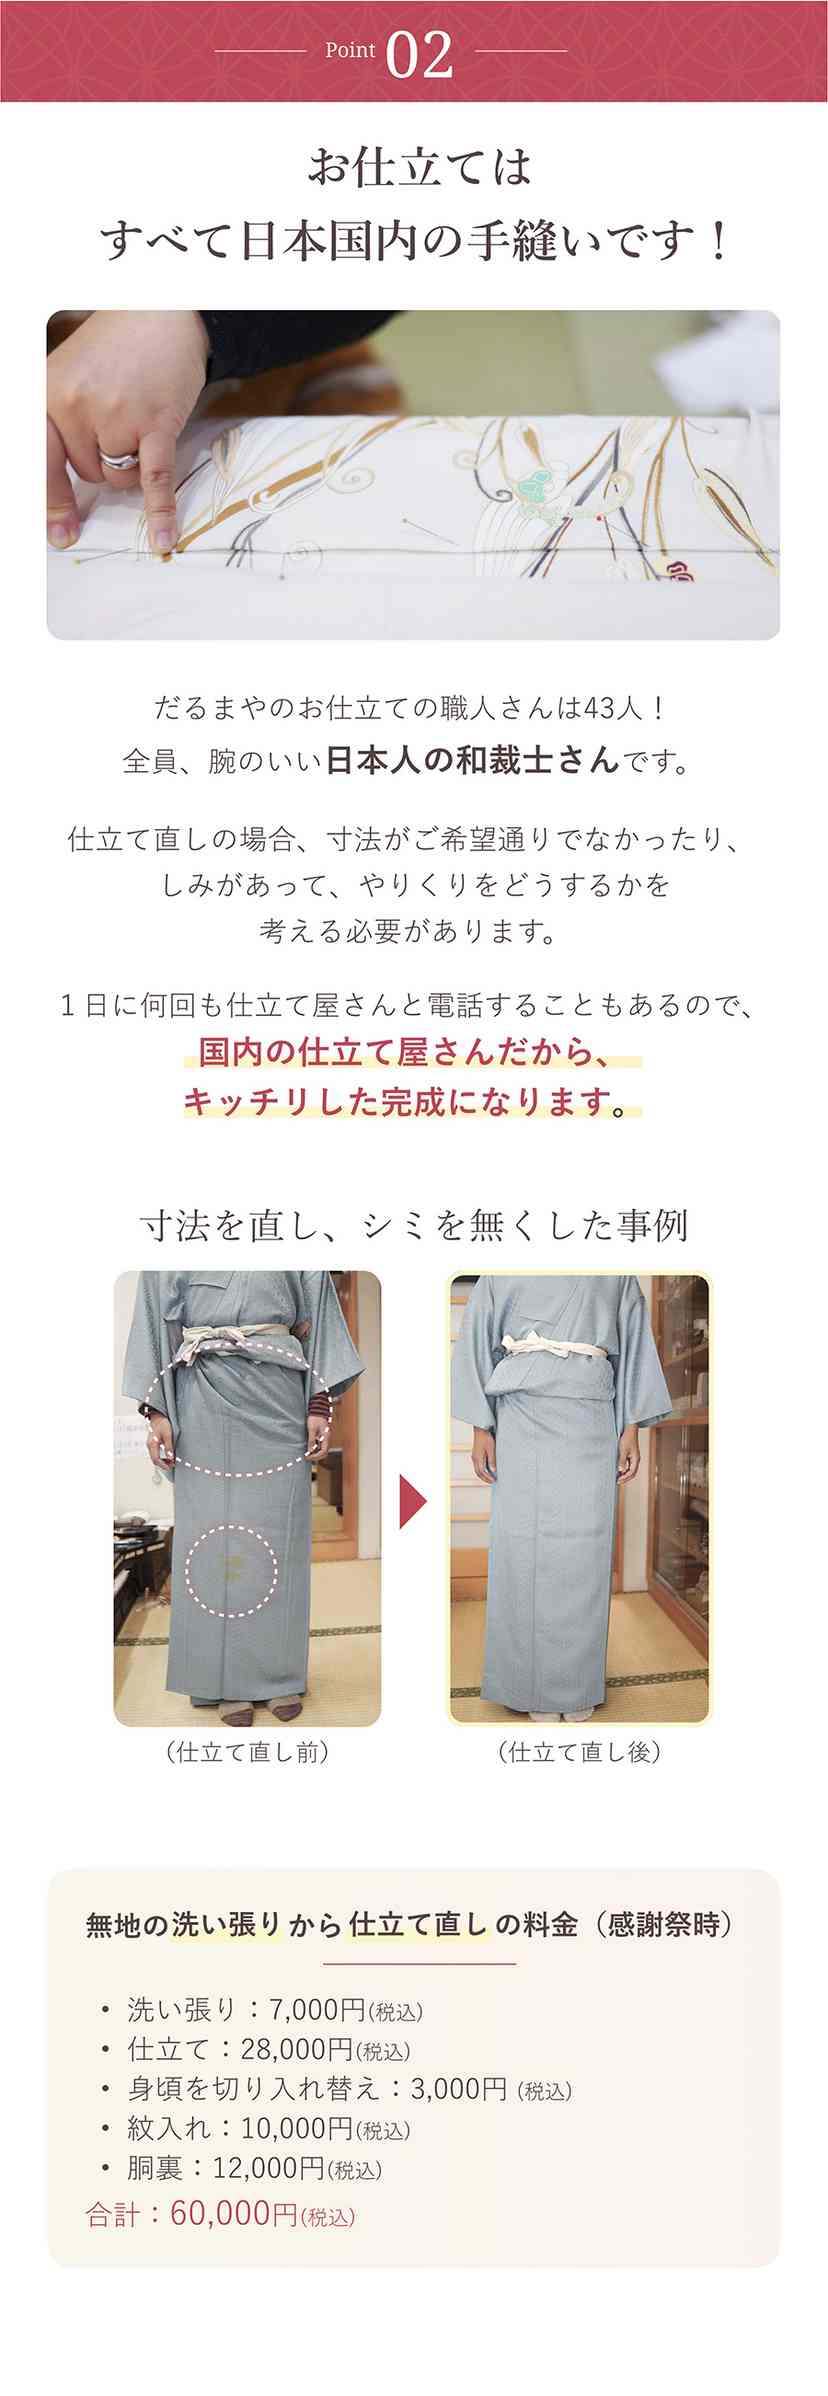 Point 02
お仕立ては
すべて日本国内の手縫いです！
だるまやのお仕立ての職人さんは43人！
全員、腕のいい日本人の和裁士さんです。
仕立て直しの場合、寸法がご希望通りでなかったり、
しみがあって、やりくりをどうするかを
考える必要があります。
1日に何回も仕立て屋さんと電話することもあるので、
国内の仕立て屋さんだから、
キッチリした完成になります。
寸法を直し、シミを無くした事例
（仕立て直し前）
（仕立て直し後）
無地の洗い張りから仕立て直しの料金（感謝祭時）
・ 洗い張り：7,000円(税込)
・ 仕立て：28,000円(税込)
・ 身頃を切り入れ替え：3,000円 (税込)
・ 紋入れ：10,000円(税込)
・ 胴裏：12,000円(税込)
合計：60,000円(税込)